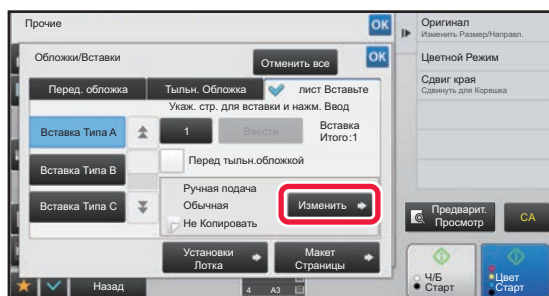 Прочие
OK
Обложки/Вставки
Отменить все
OK
Перед. обложка
Тыльн. Обложка
лист Вставьте
Укаж. стр. для вставки и нажм. Ввод
Вставка Типа A
1
Ввести
Вставка
Итого:1
Вставка Типа B
Перед тыльн.обложкой
Вставка Типа C
Ручная подача
Обычная
Не Копировать
Изменить
Установки
Лотка
Макет
Страницы
Назад
4 A3
Оригинал
Изменить Размер/Направл.
Цветной Режим
Сдвиг края
Сдвинуть для Корешка
Предварит.
Просмотр
CA
Ч/Б
Старт
Цвет
Старт